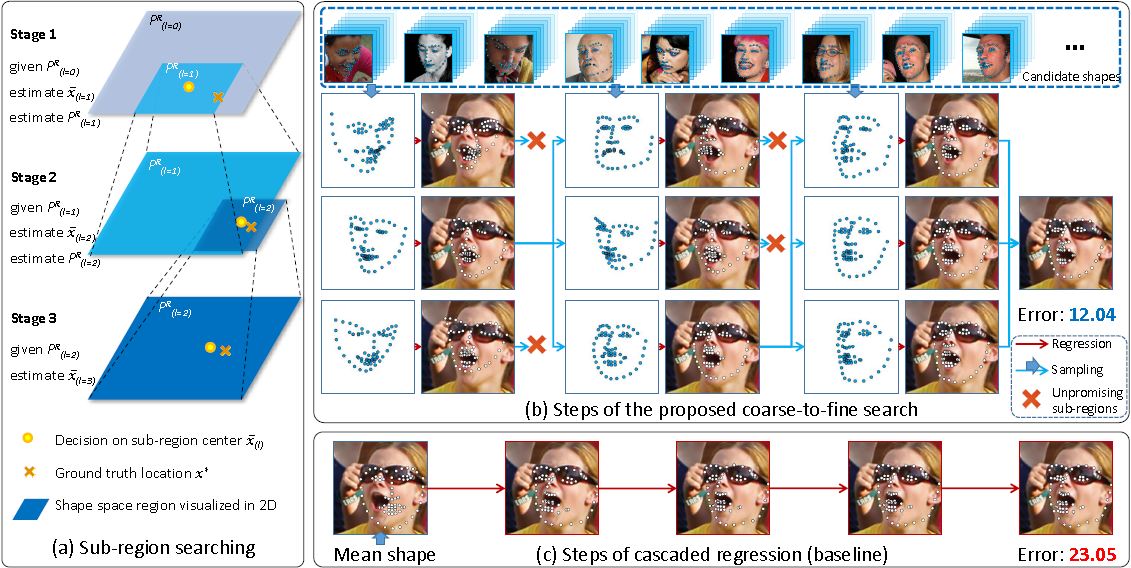 Stage 1
given P^R_(l=0)
estimate x̄_(l=1)
estimate P^R_(l=1)
P^R_(l=0)
P^R_(l=1)
Stage 2
given P^R_(l=1)
estimate x̄_(l=2)
estimate P^R_(l=2)
P^R_(l=1)
P^R_(l=2)
Stage 3
given P^R_(l=2)
estimate x̄_(l=3)
P^R_(l=2)
Decision on sub-region center x̄_(l)
Ground truth location x*
Shape space region visualized in 2D
(a) Sub-region searching
...
Candidate shapes
Error: 12.04
Regression
Sampling
Unpromising
sub-regions
(b) Steps of the proposed coarse-to-fine search
Mean shape
(c) Steps of cascaded regression (baseline)
Error: 23.05